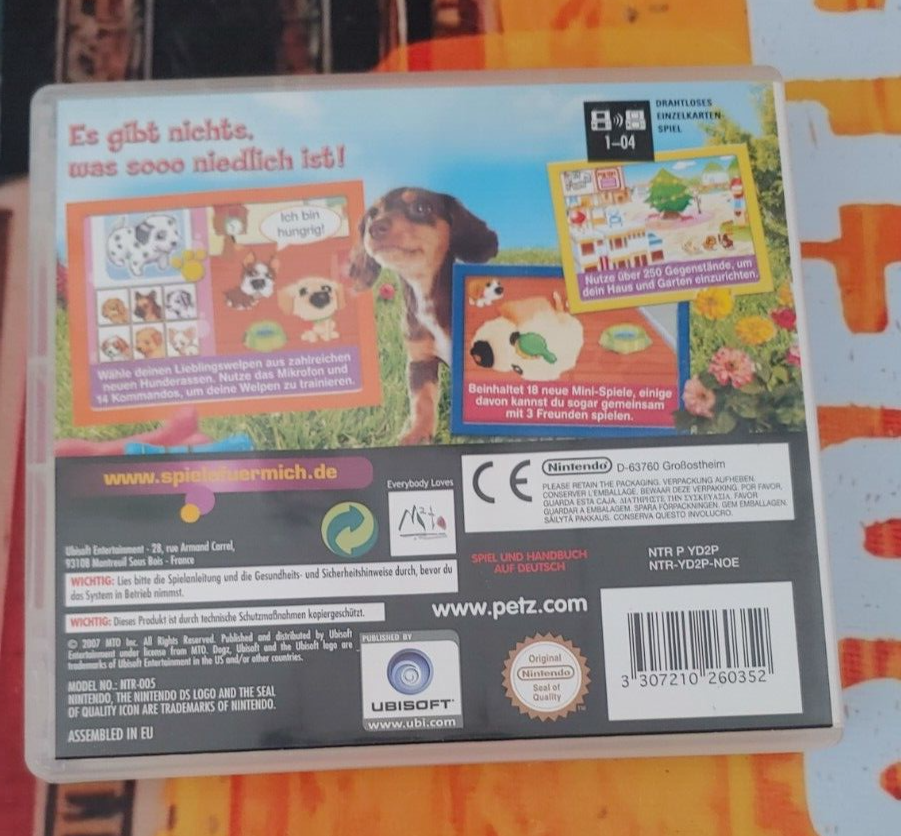 Es gibt nichts,
was sooo niedlich ist!
DRAHTLOSES
EINZELKARTEN
SPIEL
1–04
Ich bin
hungrig!
Wähle deinen Lieblingswelpen aus zahlreichen
neuen Hunderassen. Nutze das Mikrofon und
14 Kommandos, um deine Welpen zu trainieren.
Nutze über 250 Gegenstände, um
dein Haus und Garten einzurichten.
Beinhaltet 18 neue Mini-Spiele, einige
davon kannst du sogar gemeinsam
mit 3 Freunden spielen.
www.spielefuermich.de
Everybody Loves
Nintendo D-63760 Großostheim
PLEASE RETAIN THE PACKAGING. VERPACKUNG AUFHEBEN.
CONSERVER L'EMBALLAGE. BEWAAR DEZE VERPAKKING. POR FAVOR,
GUARDA ESTA CAJA. ΔΙΑΤΗΡΗΣΤΕ ΤΗΝ ΣΥΣΚΕΥΑΣΙΑ. FAVOR
GUARDAR A EMBALAGEM. SPARA FÖRPACKNINGEN. GEM EMBALLAGEN.
SÄILYTÄ PAKKAUS. CONSERVA QUESTO INVOLUCRO.
Ubisoft Entertainment - 28, rue Armand Carrel,
93108 Montreuil Sous Bois - France
SPIEL UND HANDBUCH
AUF DEUTSCH
NTR P YD2P
NTR-YD2P-NOE
WICHTIG: Lies bitte die Spielanleitung und die Gesundheits- und Sicherheitshinweise durch, bevor du
das System in Betrieb nimmst.
WICHTIG: Dieses Produkt ist durch technische Schutzmaßnahmen kopiergeschützt.
www.petz.com
© 2007 MTO Inc. All Rights Reserved. Published and distributed by Ubisoft
Entertainment under license from MTO. Dogz, Ubisoft and the Ubisoft logo are
trademarks of Ubisoft Entertainment in the US and/or other countries.
MODEL NO.: NTR-005
NINTENDO, THE NINTENDO DS LOGO AND THE SEAL
OF QUALITY ICON ARE TRADEMARKS OF NINTENDO.
ASSEMBLED IN EU
PUBLISHED BY
UBISOFT
www.ubi.com
Original
Nintendo
Seal of
Quality
3 307210 260352